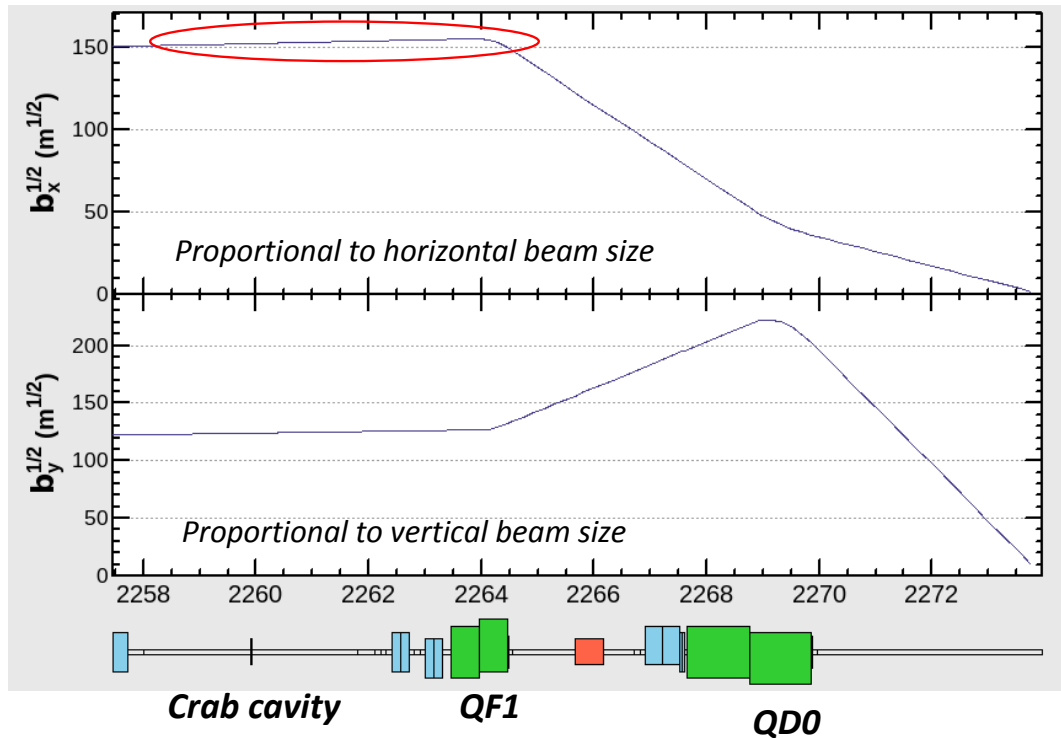 150
100
50
0
b_x^{1/2} (m^{1/2})
Proportional to horizontal beam size
200
150
100
50
0
b_y^{1/2} (m^{1/2})
Proportional to vertical beam size
2258 2260 2262 2264 2266 2268 2270 2272
Crab cavity QF1 QD0